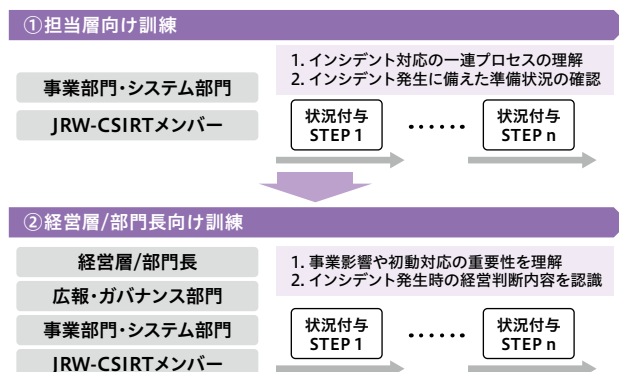 ①担当層向け訓練
事業部門・システム部門
JRW-CSIRTメンバー
1. インシデント対応の一連プロセスの理解
2. インシデント発生に備えた準備状況の確認
状況付与
STEP 1
……
状況付与
STEP n
②経営層/部門長向け訓練
経営層/部門長
広報・ガバナンス部門
事業部門・システム部門
JRW-CSIRTメンバー
1. 事業影響や初動対応の重要性を理解
2. インシデント発生時の経営判断内容を認識
状況付与
STEP 1
……
状況付与
STEP n